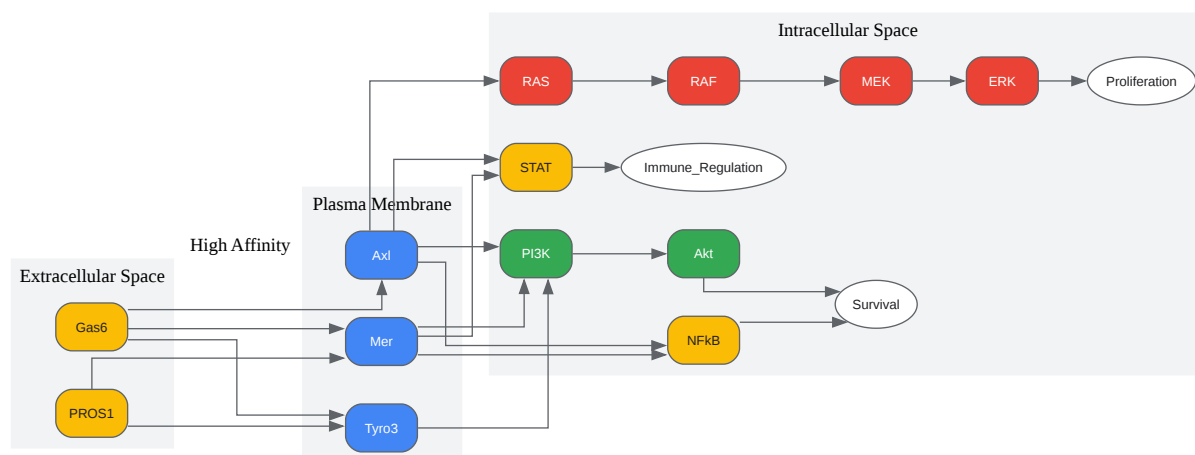 Intracellular Space
RAS
RAF
MEK
ERK
Proliferation
STAT
Immune_Regulation
Plasma Membrane
High Affinity
Axl
PI3K
Akt
Extracellular Space
Survival
Gas6
Mer
NFkB
PROS1
Tyro3